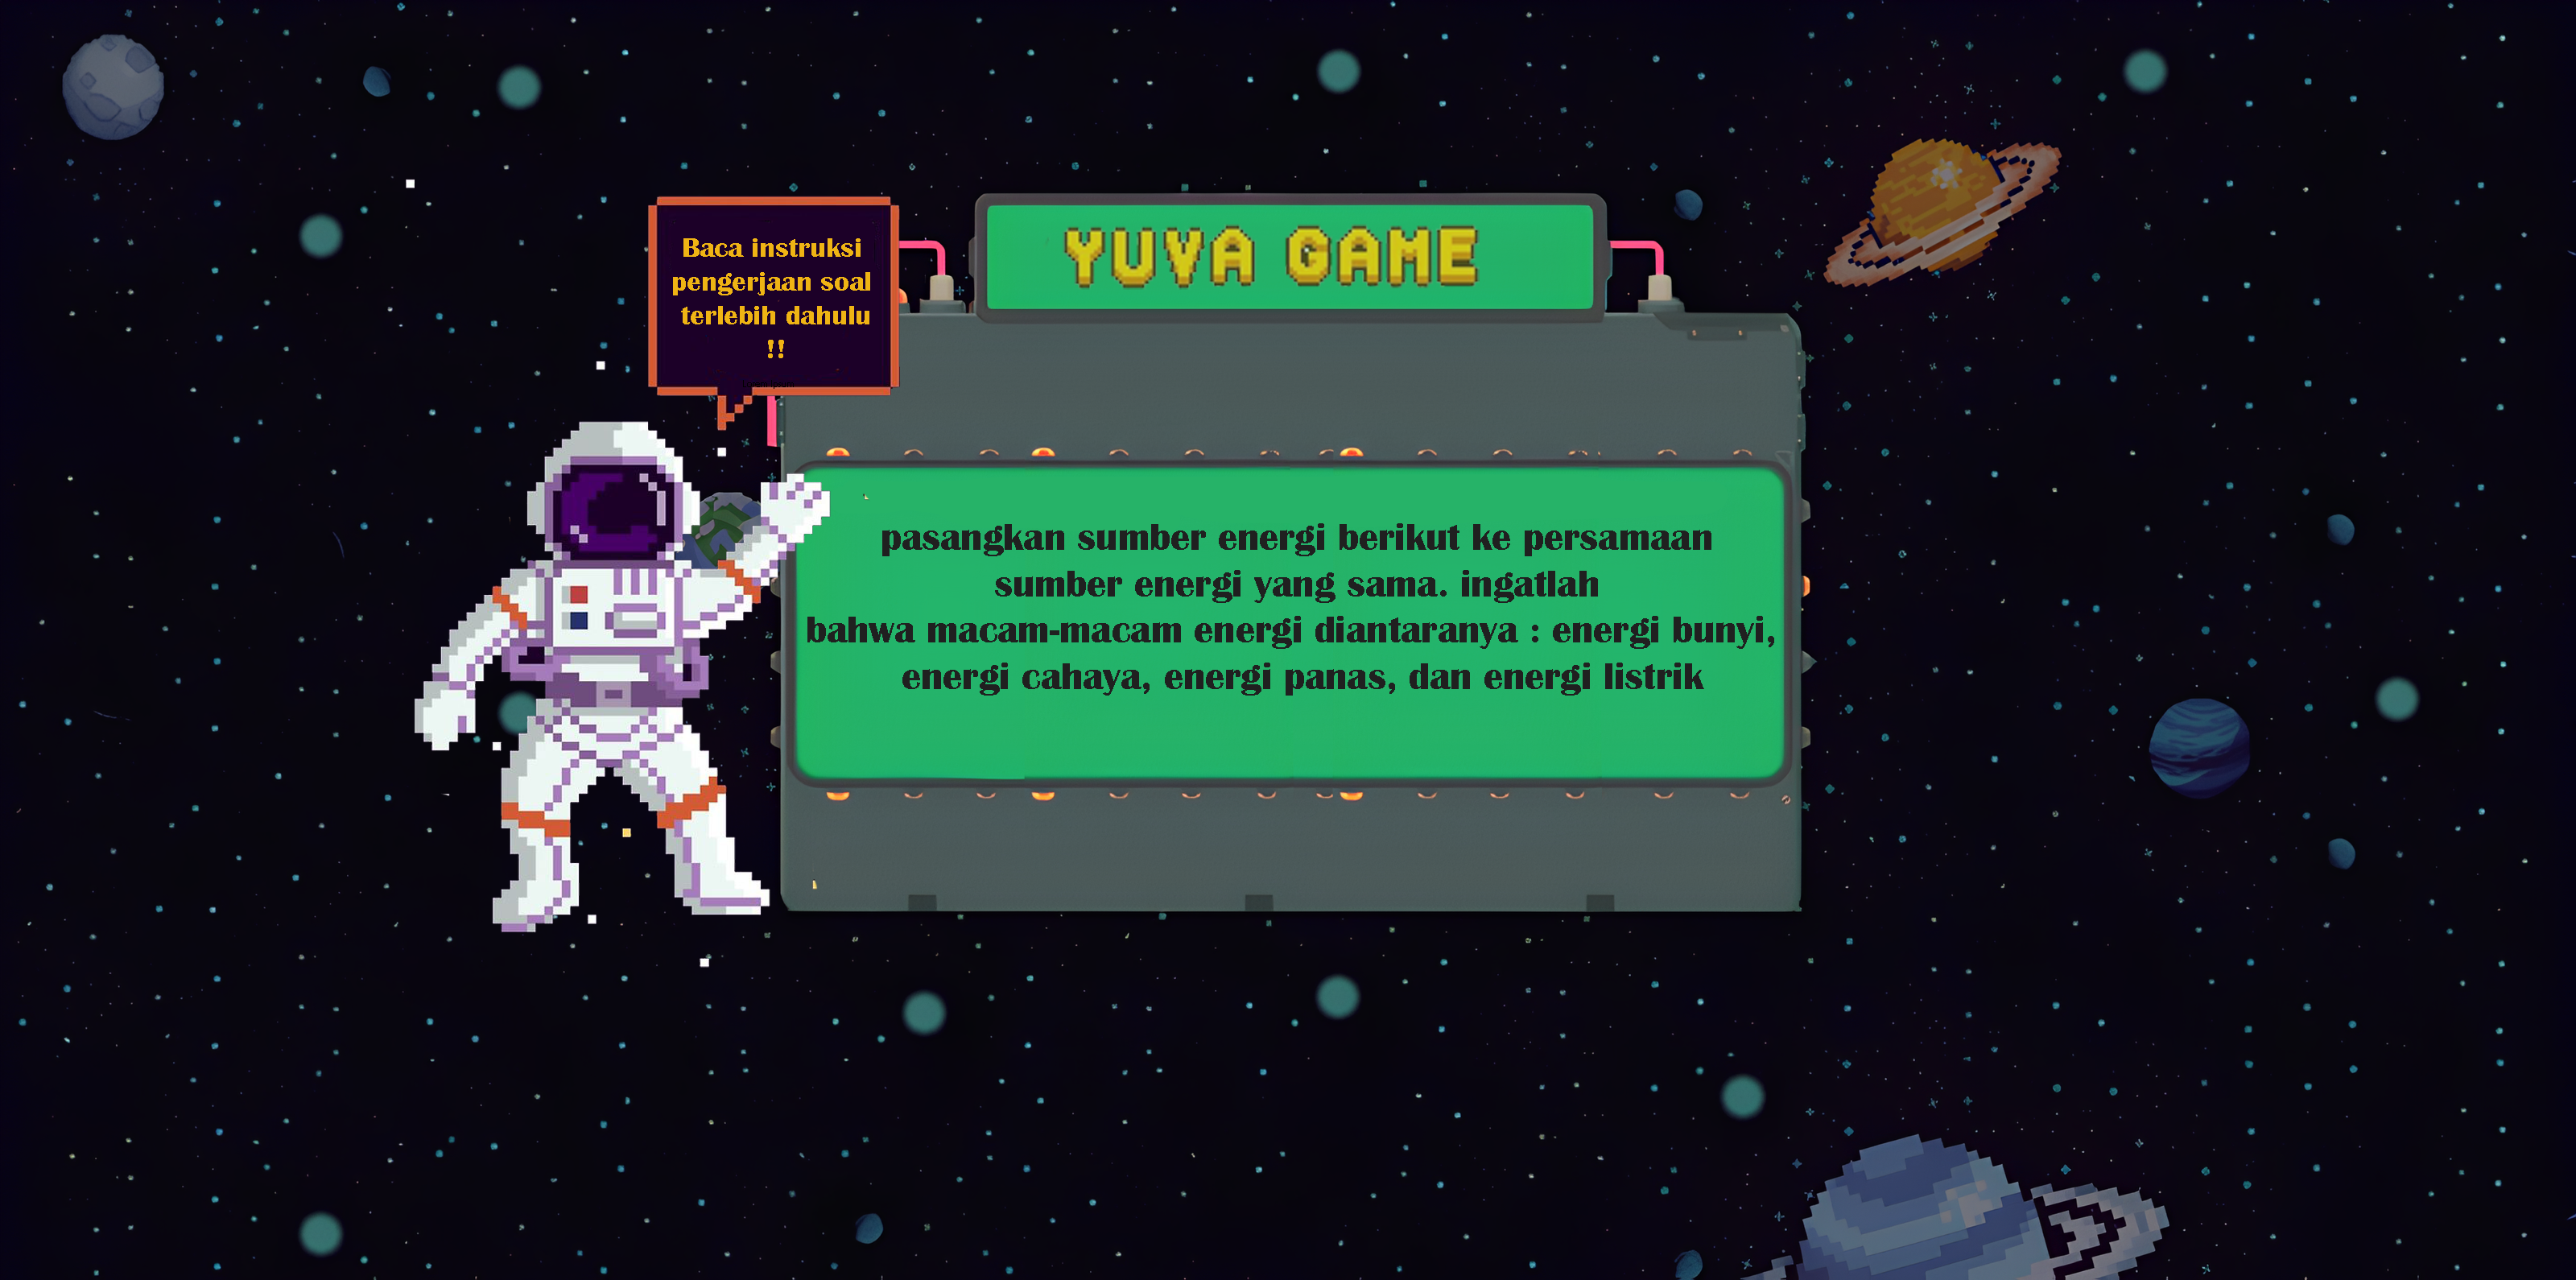 YUVA GAME
Baca instruksi
pengerjaan soal
terlebih dahulu
!!
pasangkan sumber energi berikut ke persamaan
sumber energi yang sama. ingatlah
bahwa macam-macam energi diantaranya : energi bunyi,
energi cahaya, energi panas, dan energi listrik